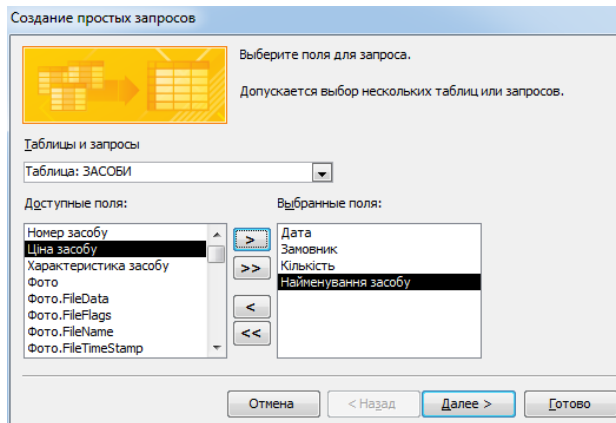 Создание простых запросов
Выберите поля для запроса.
Допускается выбор нескольких таблиц или запросов.
Таблицы и запросы
Таблица: ЗАСОБИ
Доступные поля:
Выбранные поля:
Номер засобу
Ціна засобу
Характеристика засобу
Фото
Фото.FileData
Фото.FileFlags
Фото.FileName
Фото.FileTimeStamp
>
>>
<
<<
Дата
Замовник
Кількість
Найменування засобу
Отмена
< Назад
Далее >
Готово